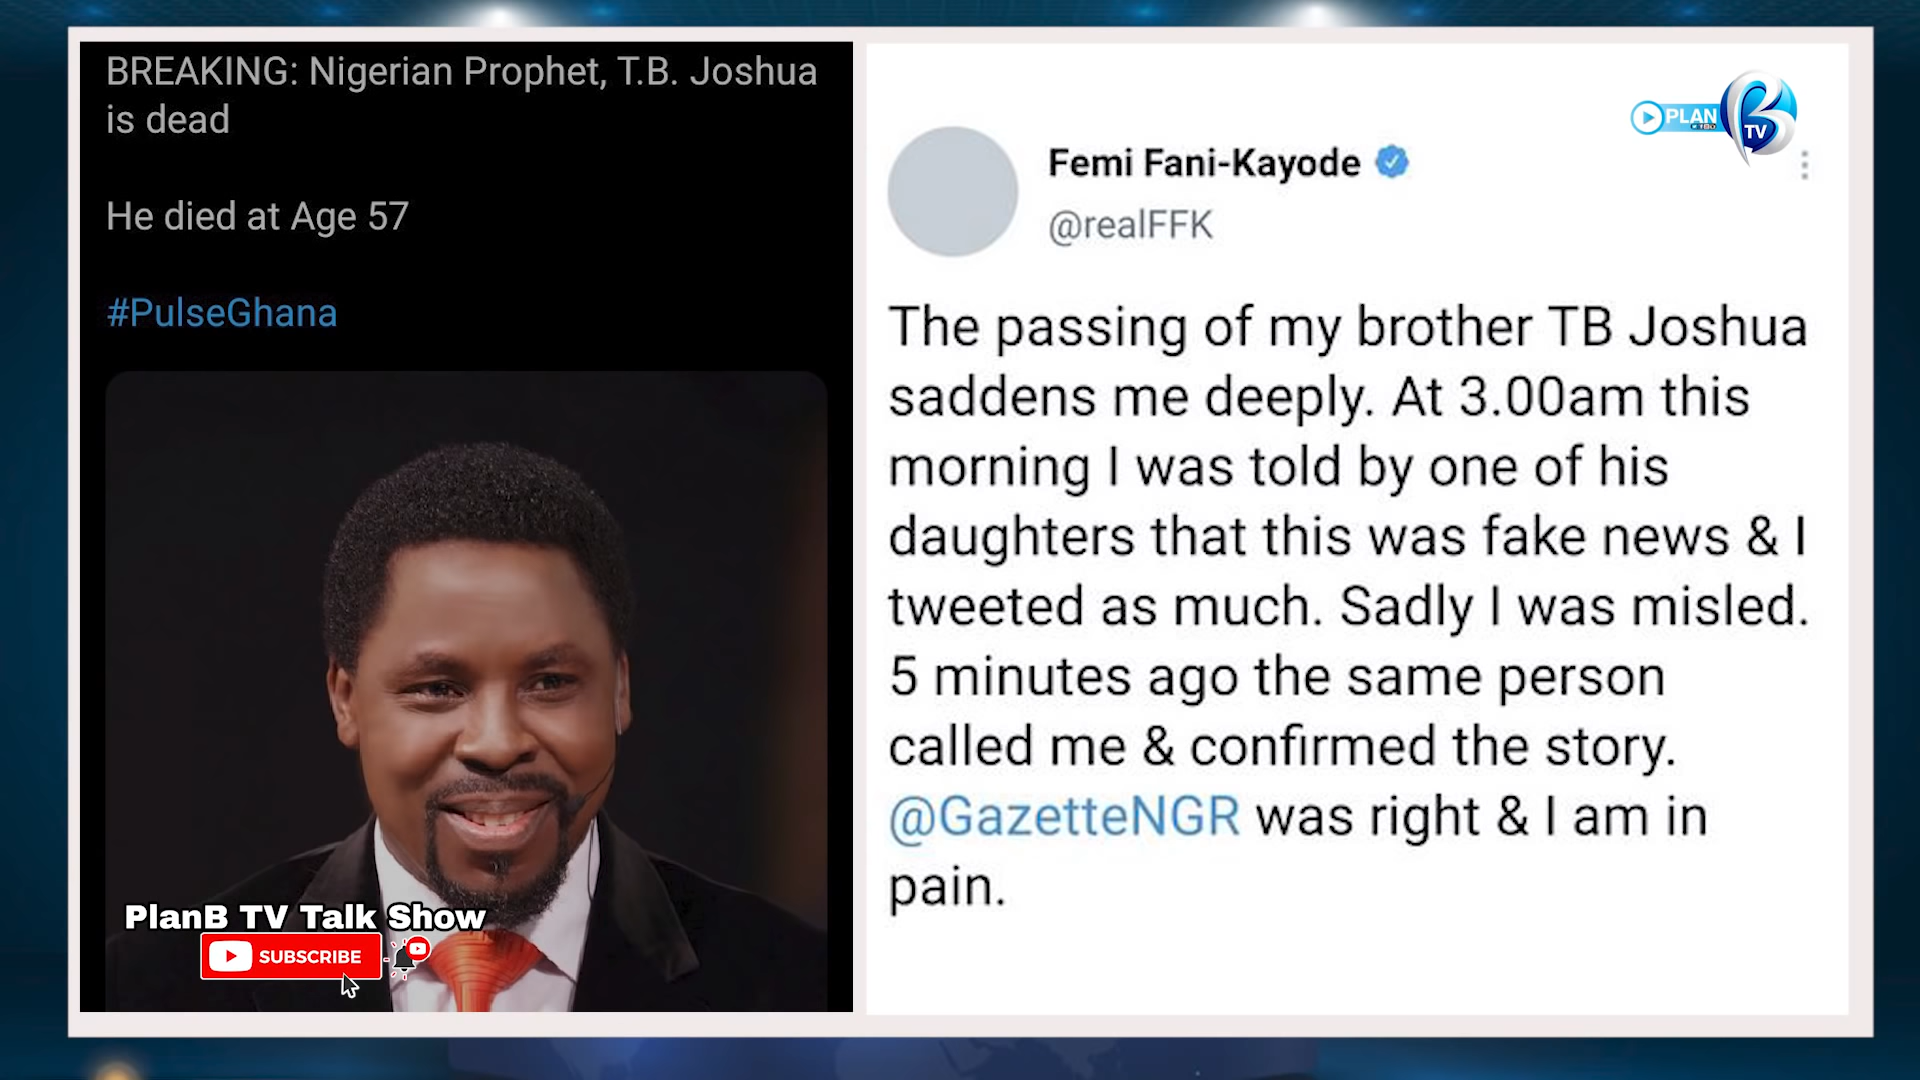 BREAKING: Nigerian Prophet, T.B. Joshua
is dead
He died at Age 57
#PulseGhana
PlanB TV Talk Show
SUBSCRIBE
PLAN
B
TV
Femi Fani-Kayode
@realFFK
The passing of my brother TB Joshua
saddens me deeply. At 3.00am this
morning I was told by one of his
daughters that this was fake news & I
tweeted as much. Sadly I was misled.
5 minutes ago the same person
called me & confirmed the story.
@GazetteNGR was right & I am in
pain.